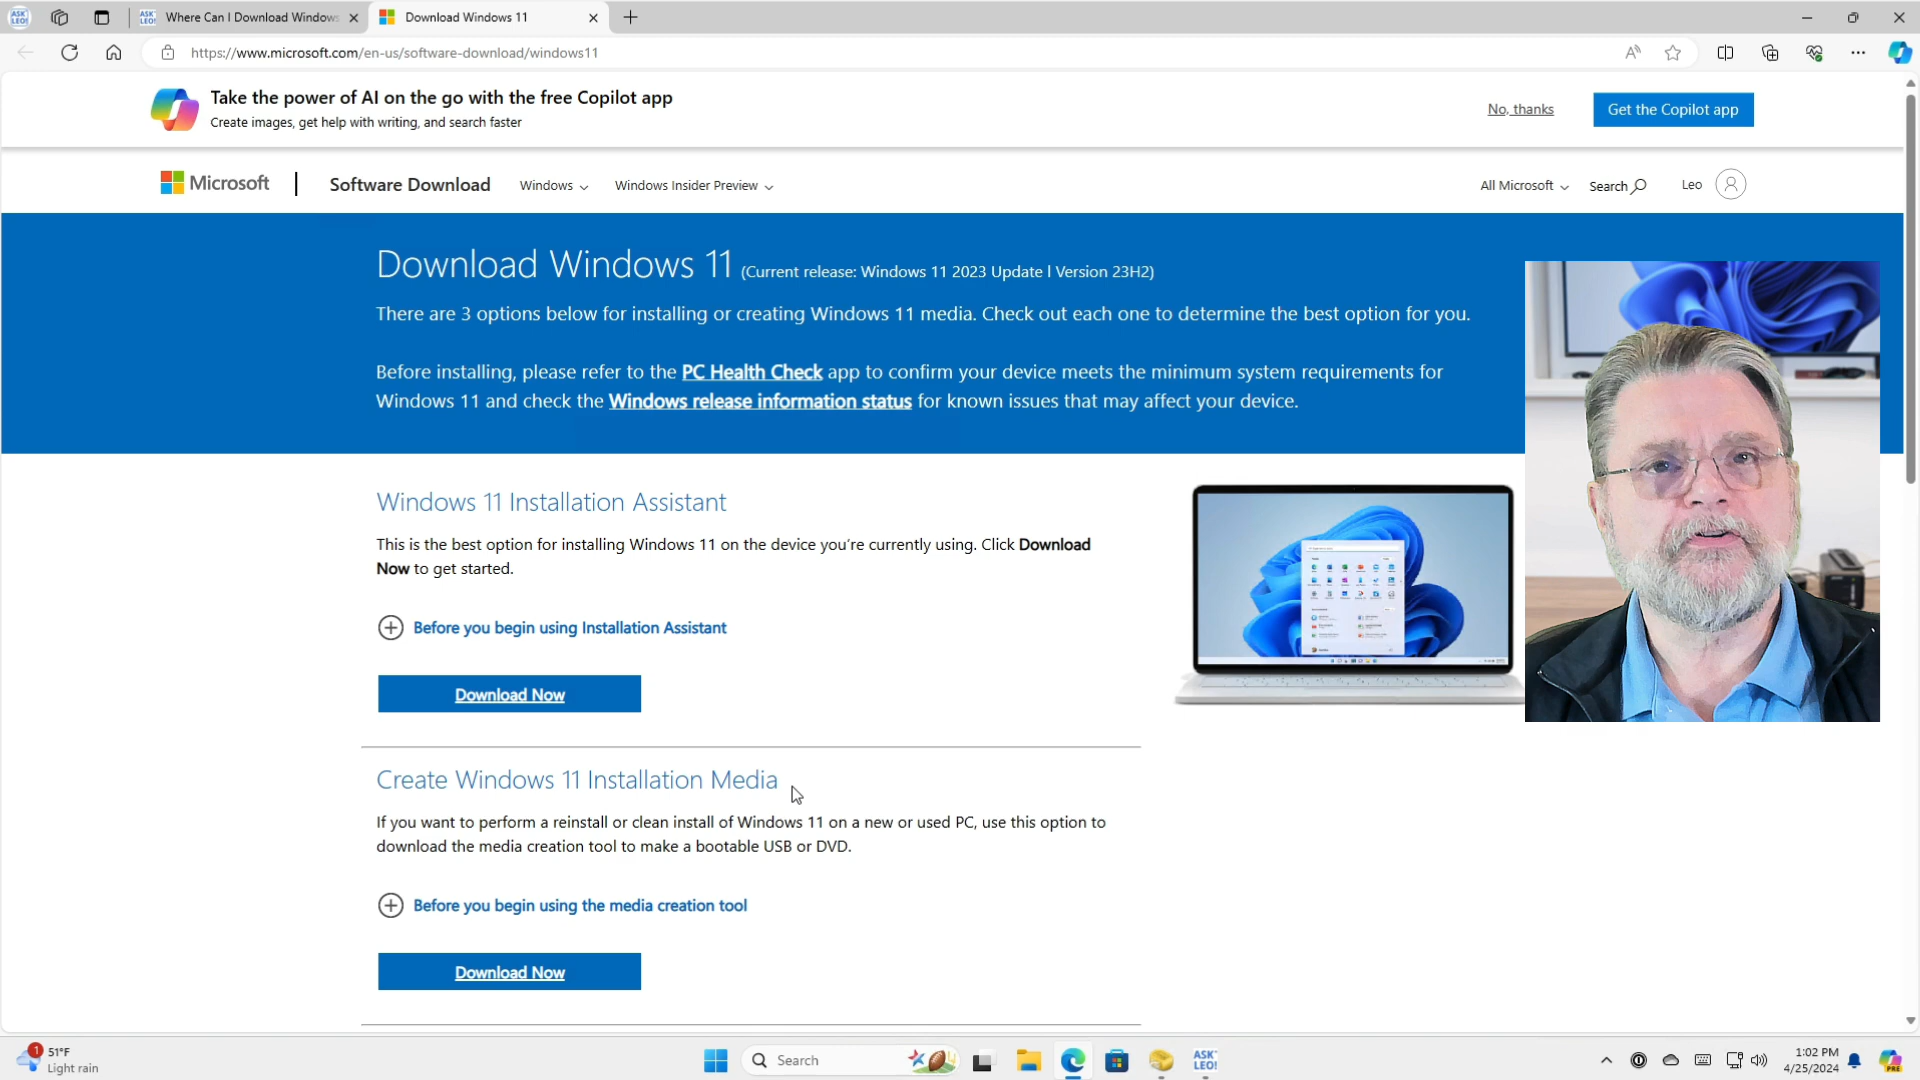 ASK LEO!
ASK LEO! Where Can I Download Windows
Download Windows 11
https://www.microsoft.com/en-us/software-download/windows11
Take the power of AI on the go with the free Copilot app
Create images, get help with writing, and search faster
No, thanks
Get the Copilot app
Microsoft
Software Download
Windows
Windows Insider Preview
All Microsoft
Search
Leo
Download Windows 11 (Current release: Windows 11 2023 Update l Version 23H2)
There are 3 options below for installing or creating Windows 11 media. Check out each one to determine the best option for you.
Before installing, please refer to the PC Health Check app to confirm your device meets the minimum system requirements for
Windows 11 and check the Windows release information status for known issues that may affect your device.
Windows 11 Installation Assistant
This is the best option for installing Windows 11 on the device you're currently using. Click Download
Now to get started.
Before you begin using Installation Assistant
Download Now
Create Windows 11 Installation Media
If you want to perform a reinstall or clean install of Windows 11 on a new or used PC, use this option to
download the media creation tool to make a bootable USB or DVD.
Before you begin using the media creation tool
Download Now
1
51°F
Light rain
Search
ASK
LEO!
1:02 PM
4/25/2024
PRE